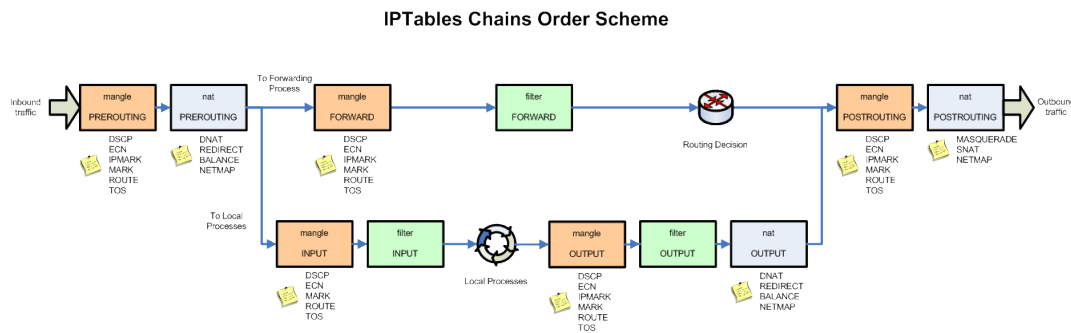 IPTables Chains Order Scheme
Inbound
traffic
mangle
PREROUTING
DSCP
ECN
IPMARK
MARK
ROUTE
TOS
nat
PREROUTING
DNAT
REDIRECT
BALANCE
NETMAP
To Forwarding
Process
mangle
FORWARD
DSCP
ECN
IPMARK
MARK
ROUTE
TOS
filter
FORWARD
Routing Decision
mangle
POSTROUTING
DSCP
ECN
IPMARK
MARK
ROUTE
TOS
nat
POSTROUTING
MASQUERADE
SNAT
NETMAP
Outbound
traffic
To Local
Processes
mangle
INPUT
DSCP
ECN
MARK
ROUTE
TOS
filter
INPUT
Local Processes
mangle
OUTPUT
DSCP
ECN
IPMARK
MARK
ROUTE
TOS
filter
OUTPUT
nat
OUTPUT
DNAT
REDIRECT
BALANCE
NETMAP